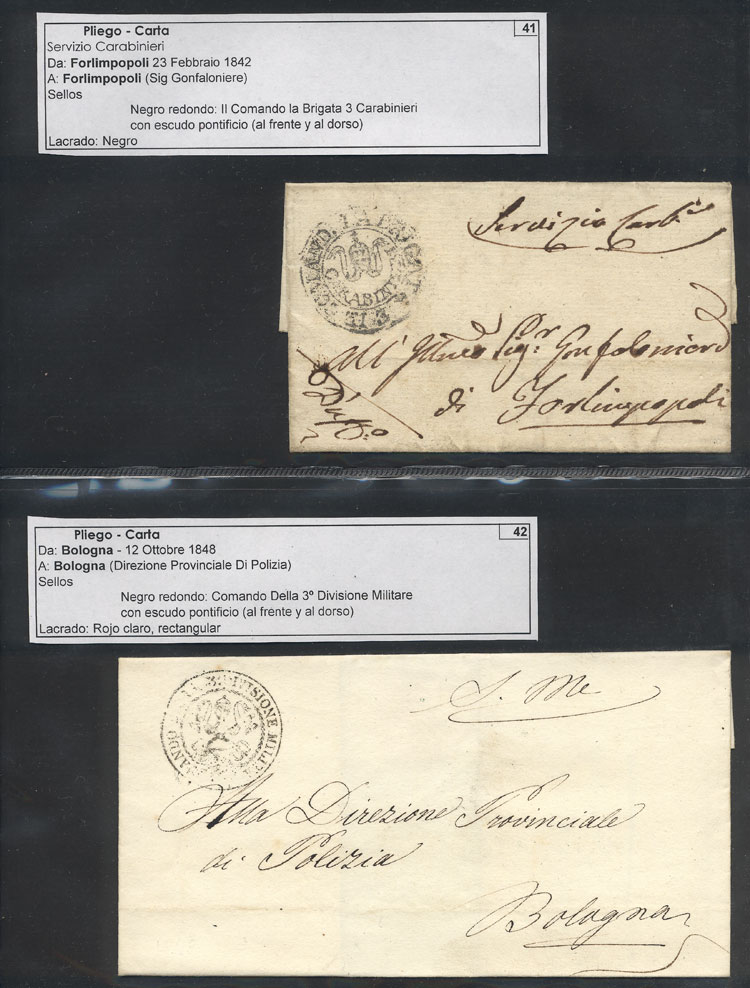 Pliego - Carta
41
Servizio Carabinieri
Da: Forlimpopoli 23 Febbraio 1842
A: Forlimpopoli (Sig Gonfaloniere)
Sellos
Negro redondo: Il Comando la Brigata 3 Carabinieri
con escudo pontificio (al frente y al dorso)
Lacrado: Negro
Servizio
All' Sig.r Gonfaloniere
di Forlimpopoli
Pliego - Carta
42
Da: Bologna - 12 Ottobre 1848
A: Bologna (Direzione Provinciale Di Polizia)
Sellos
Negro redondo: Comando Della 3º Divisione Militare
con escudo pontificio (al frente y al dorso)
Lacrado: Rojo claro, rectangular
3. DIVISIONE
S. Me
Alla Direzione Provinciale
di Polizia
Bologna